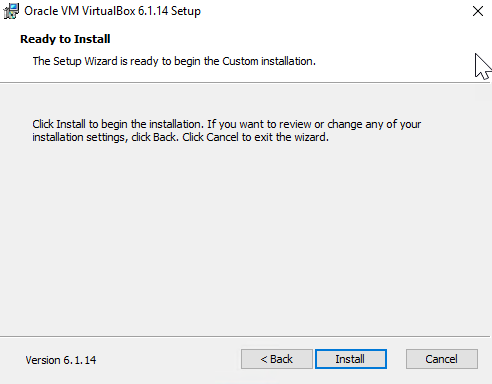 Oracle VM VirtualBox 6.1.14 Setup
Ready to Install
The Setup Wizard is ready to begin the Custom installation.
Click Install to begin the installation. If you want to review or change any of your
installation settings, click Back. Click Cancel to exit the wizard.
Version 6.1.14
< Back
Install
Cancel